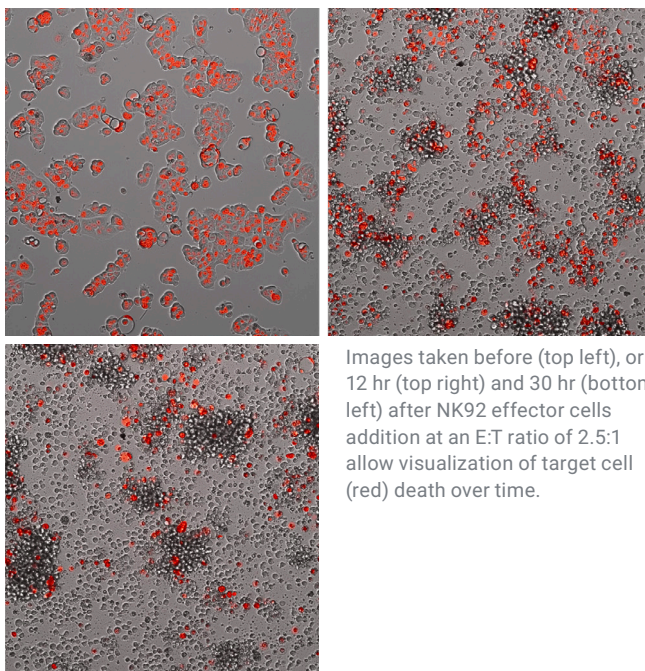 Images taken before (top left), or
12 hr (top right) and 30 hr (bottom
left) after NK92 effector cells
addition at an E:T ratio of 2.5:1
allow visualization of target cell
(red) death over time.